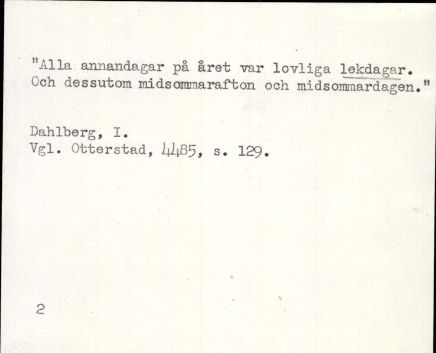 "Alla annandagar på året var lovliga lekdagar.
Och dessutom midsommarafton och midsommardagen."
Dahlberg, I.
Vgl. Otterstad, 4485, s. 129.
2